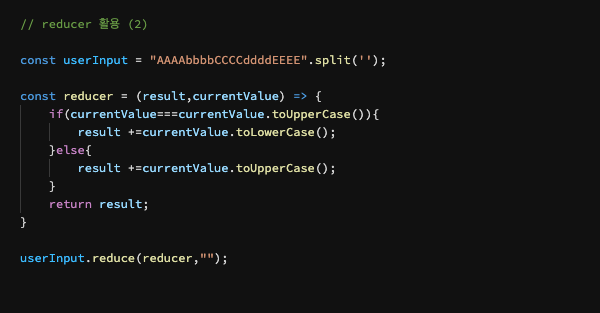 // reducer 활용 (2)
const userInput = "AAAAbbbbCCCCddddEEEE".split('');
const reducer = (result,currentValue) => {
if(currentValue===currentValue.toUpperCase()){
result +=currentValue.toLowerCase();
}else{
result +=currentValue.toUpperCase();
}
return result;
}
userInput.reduce(reducer,"");